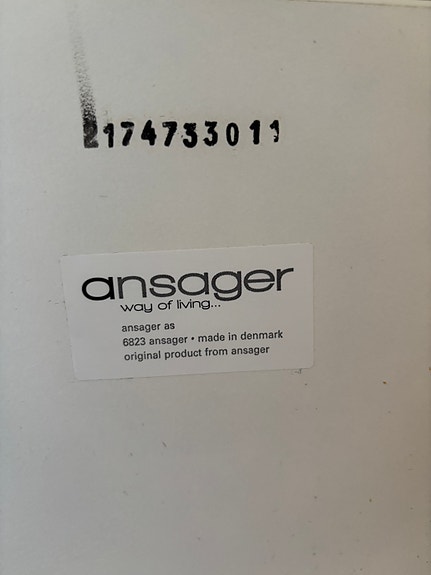 2174733011
ansager
way of living...
ansager as
6823 ansager • made in denmark
original product from ansager